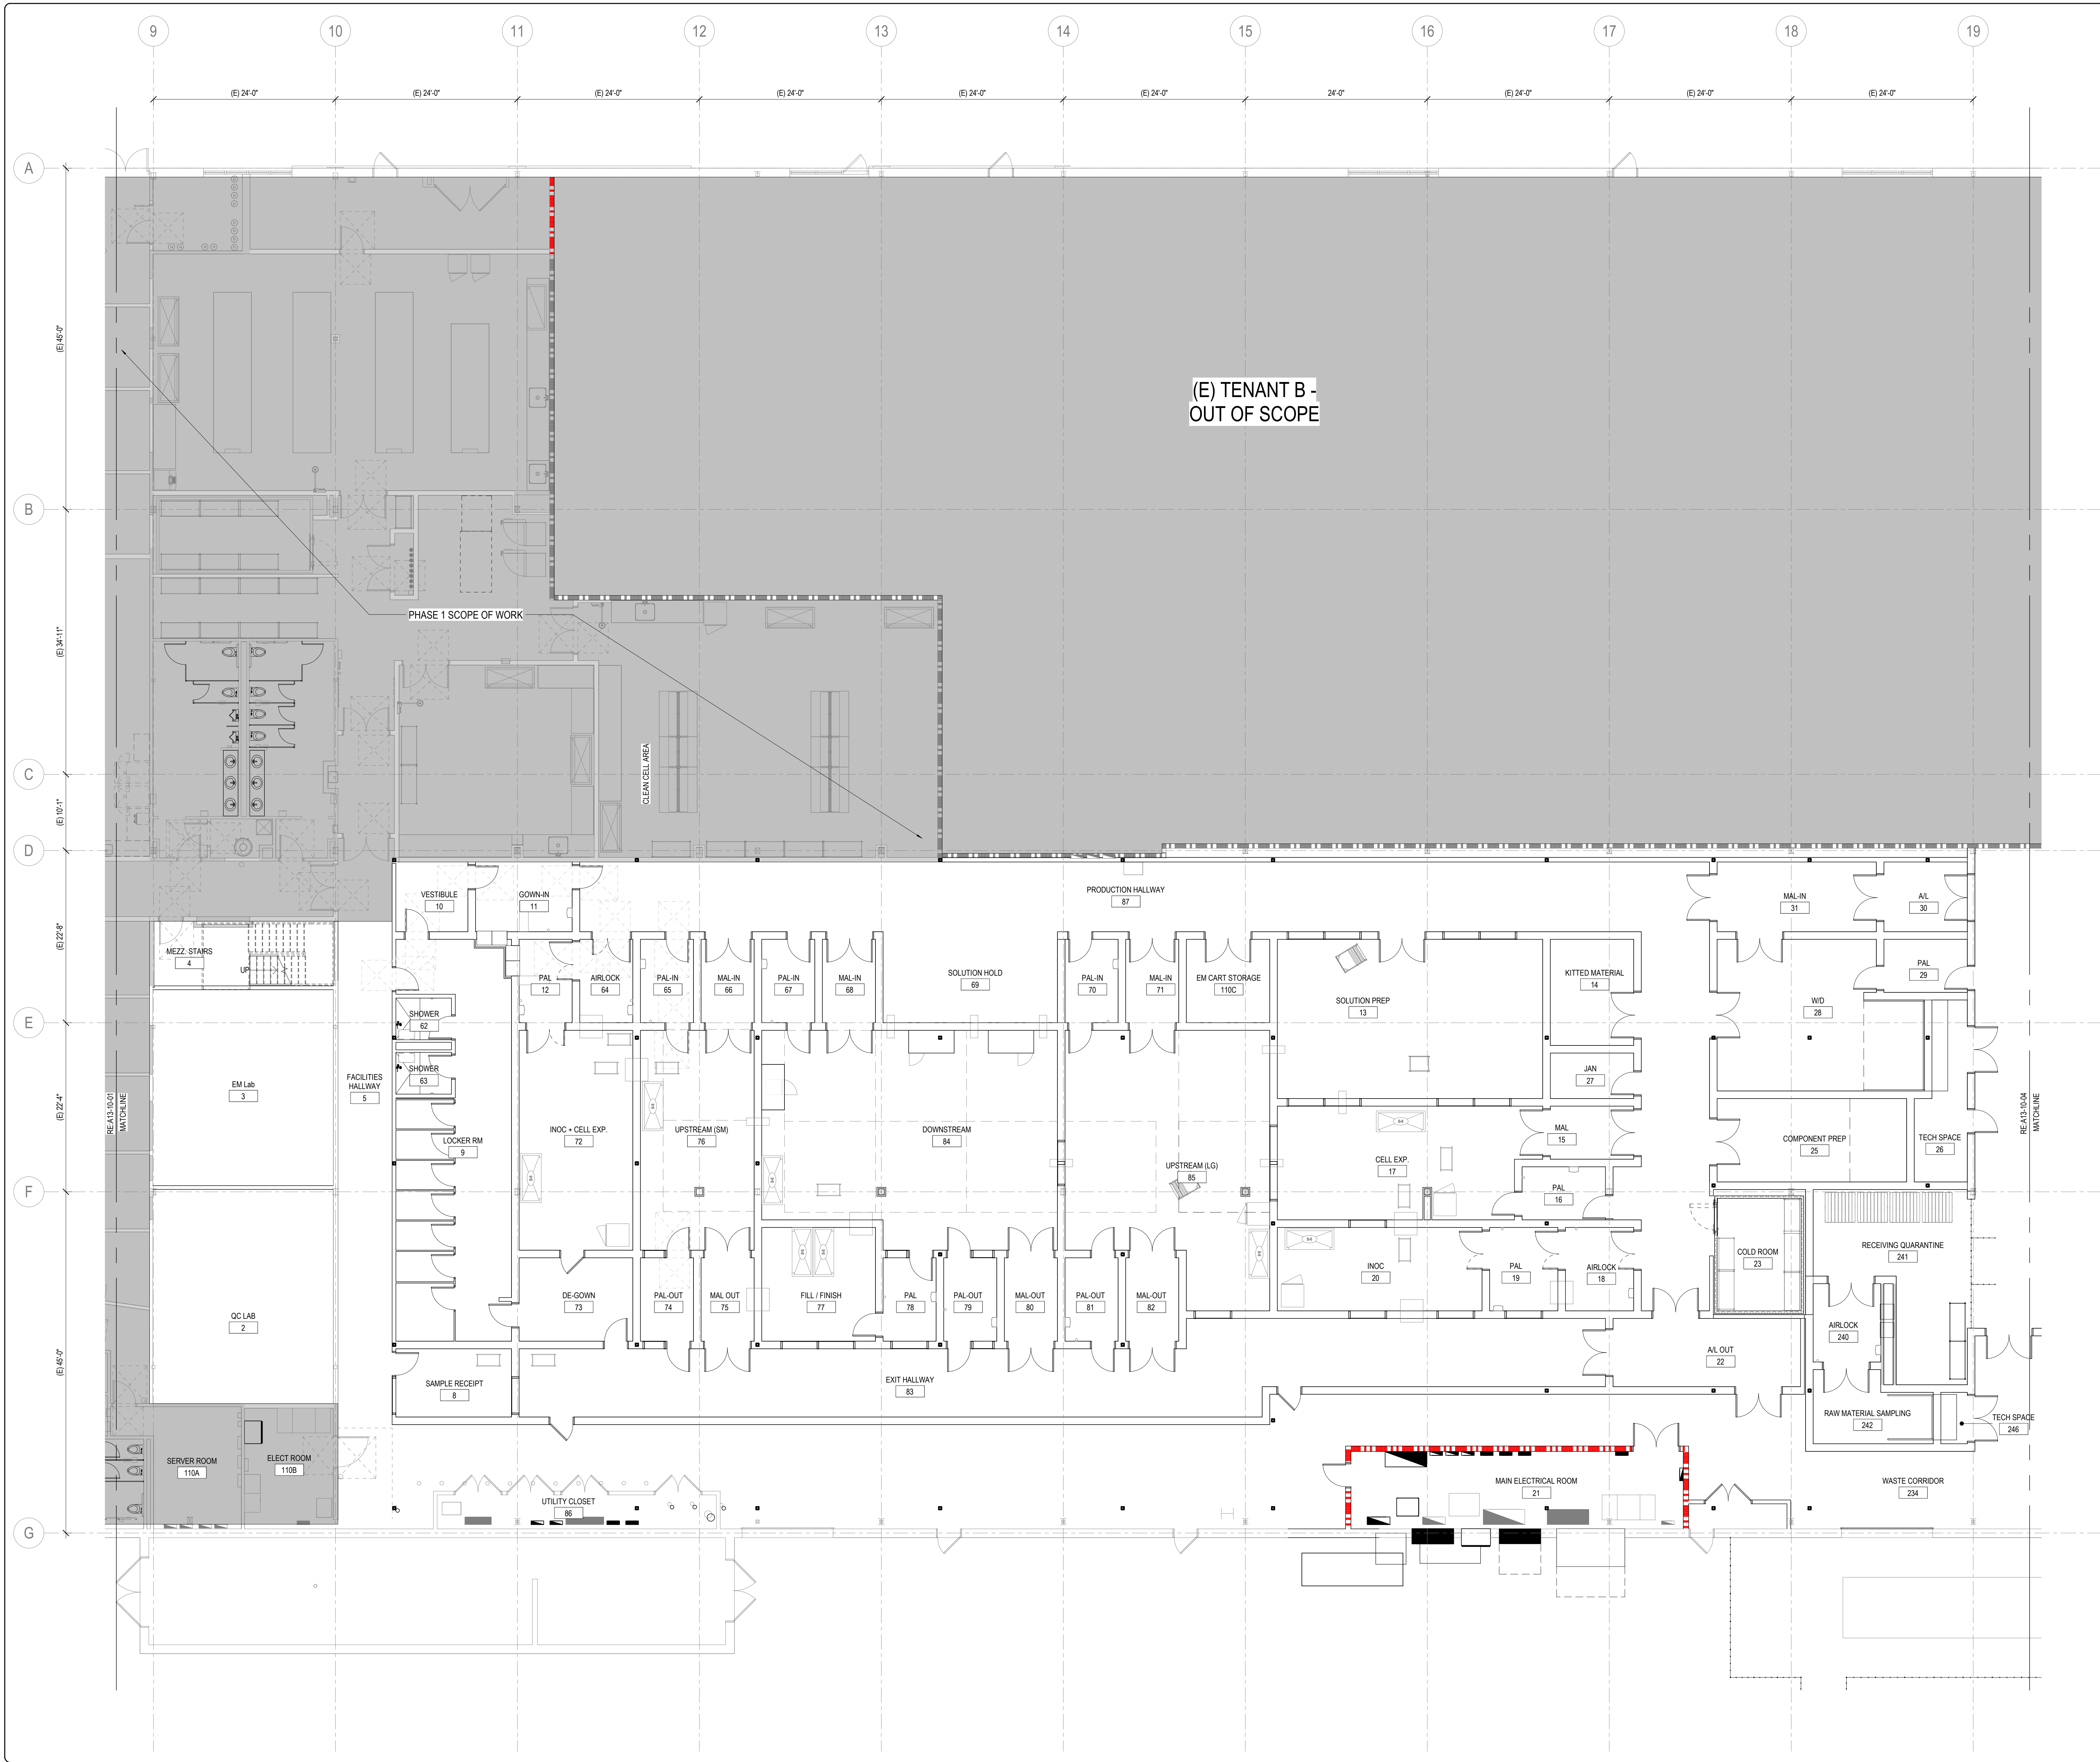 9 10 11 12 13 14 15 16 17 18 19
(E) 24'-0" (E) 24'-0" (E) 24'-0" (E) 24'-0" (E) 24'-0" (E) 24'-0" 24'-0" (E) 24'-0" (E) 24'-0" (E) 24'-0"
A
(E) 45'-0"
(E) TENANT B -
OUT OF SCOPE
B
(E) 34'-11"
PHASE 1 SCOPE OF WORK
CLEAN CELL AREA
C
(E) 10'-1"
D
(E) 22'-8"
VESTIBULE
10
GOWN-IN
11
PRODUCTION HALLWAY
87
MAL-IN
31
A/L
30
MEZZ. STAIRS
4
UP
PAL
12
AIRLOCK
64
PAL-IN
65
MAL-IN
66
PAL-IN
67
MAL-IN
68
SOLUTION HOLD
69
PAL-IN
70
MAL-IN
71
EM CART STORAGE
110C
SOLUTION PREP
13
KITTED MATERIAL
14
PAL
29
W/D
28
E
SHOWER
62
SHOWER
63
(E) 22'-4"
EM Lab
3
FACILITIES
HALLWAY
5
JAN
27
RE:A13-10-01
MATCHLINE
RE:A13-10-04
MATCHLINE
LOCKER RM
9
INOC + CELL EXP.
72
UPSTREAM (SM)
76
DOWNSTREAM
84
UPSTREAM (LG)
85
CELL EXP.
17
MAL
15
PAL
16
COMPONENT PREP
25
TECH SPACE
26
F
(E) 45'-0"
QC LAB
2
DE-GOWN
73
PAL-OUT
74
MAL OUT
75
FILL / FINISH
77
PAL
78
PAL-OUT
79
MAL-OUT
80
PAL-OUT
81
MAL-OUT
82
INOC
20
PAL
19
AIRLOCK
18
COLD ROOM
23
RECEIVING QUARANTINE
241
AIRLOCK
240
A/L OUT
22
SAMPLE RECEIPT
8
EXIT HALLWAY
83
RAW MATERIAL SAMPLING
242
TECH SPACE
246
SERVER ROOM
110A
ELECT ROOM
110B
UTILITY CLOSET
86
MAIN ELECTRICAL ROOM
21
WASTE CORRIDOR
234
G